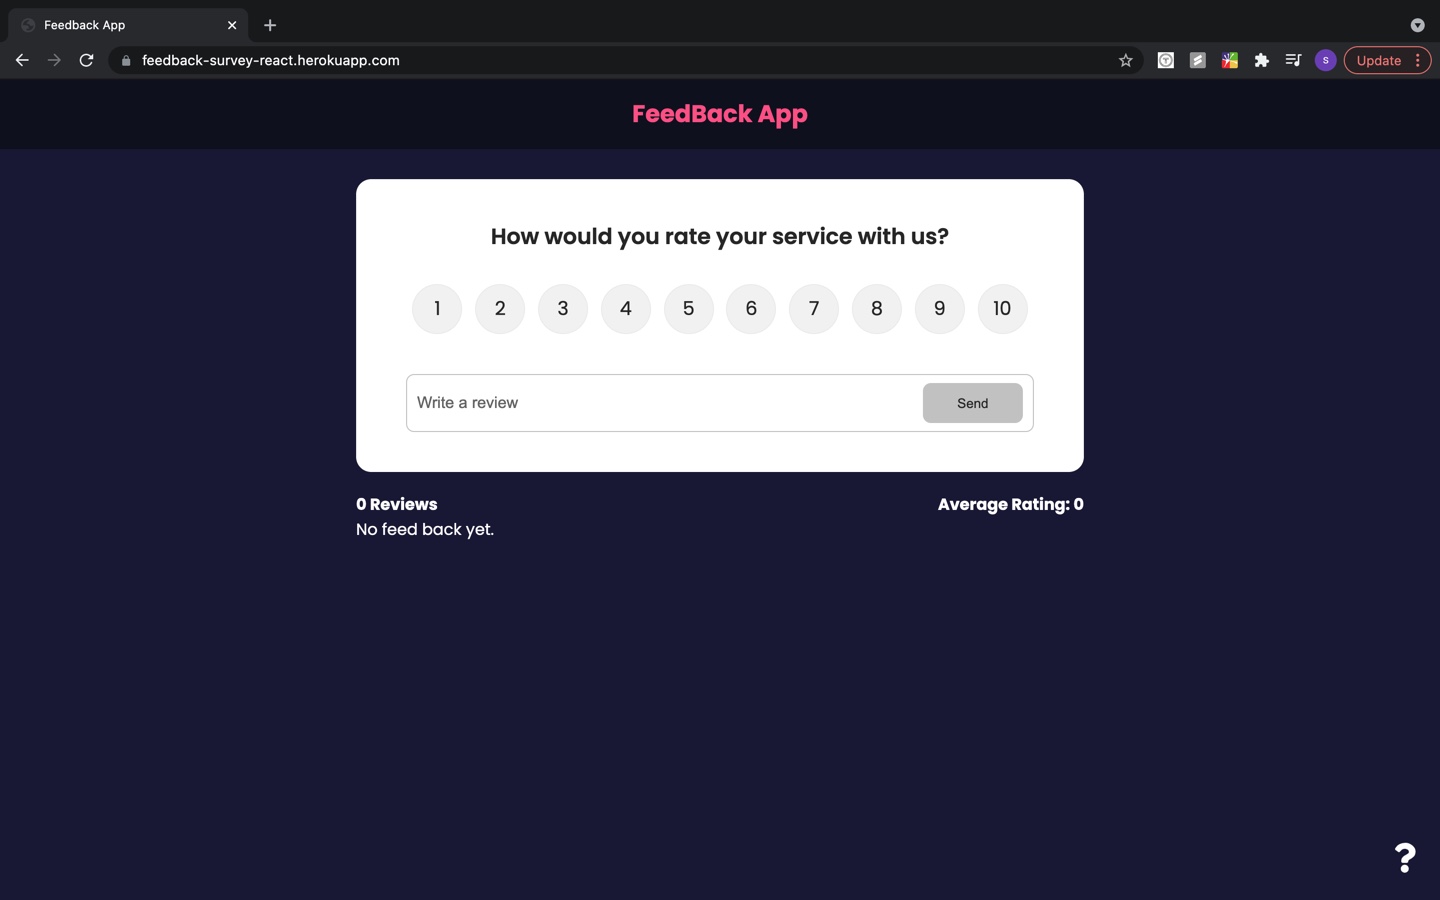 Feedback App
feedback-survey-react.herokuapp.com
S
Update
FeedBack App
How would you rate your service with us?
1 2 3 4 5 6 7 8 9 10
Write a review
Send
0 Reviews
Average Rating: 0
No feed back yet.
?